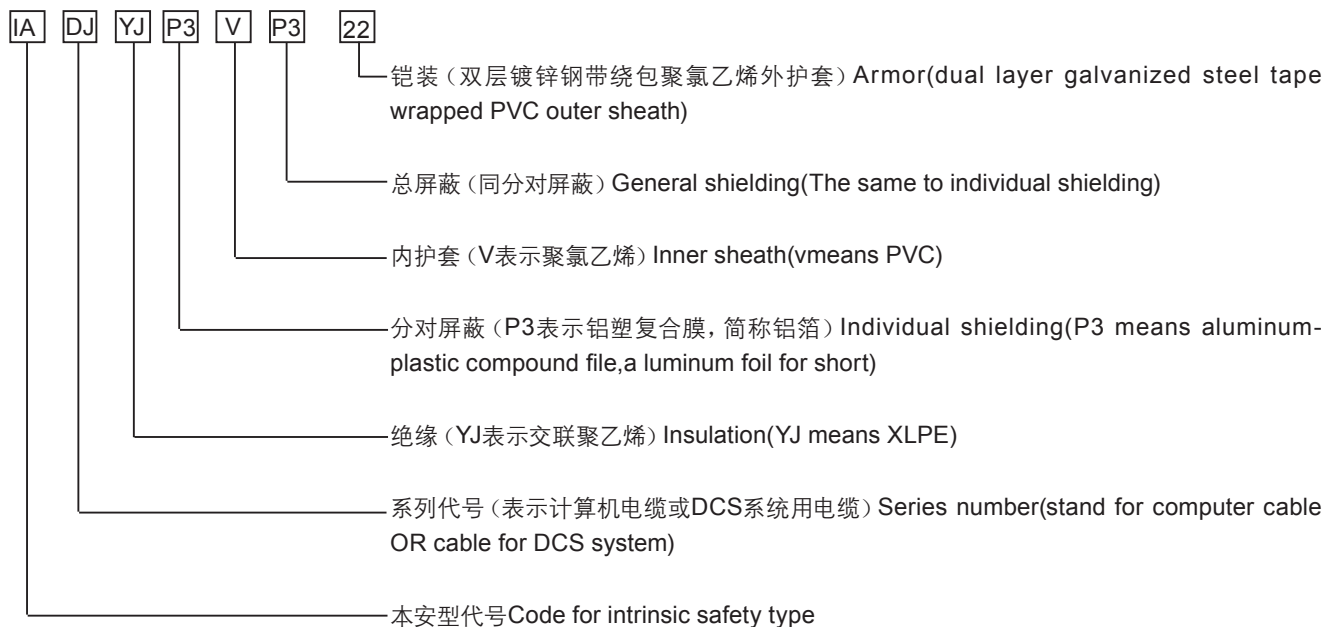 IA DJ YJ P3 V P3 22
铠装（双层镀锌钢带绕包聚氯乙烯外护套）Armor(dual layer galvanized steel tape
wrapped PVC outer sheath)
总屏蔽（同分对屏蔽）General shielding(The same to individual shielding)
内护套（V表示聚氯乙烯）Inner sheath(vmeans PVC)
分对屏蔽（P3表示铝塑复合膜，简称铝箔）Individual shielding(P3 means aluminum-
plastic compound file,a luminum foil for short)
绝缘（YJ表示交联聚乙烯）Insulation(YJ means XLPE)
系列代号（表示计算机电缆或DCS系统用电缆）Series number(stand for computer cable
OR cable for DCS system)
本安型代号Code for intrinsic safety type